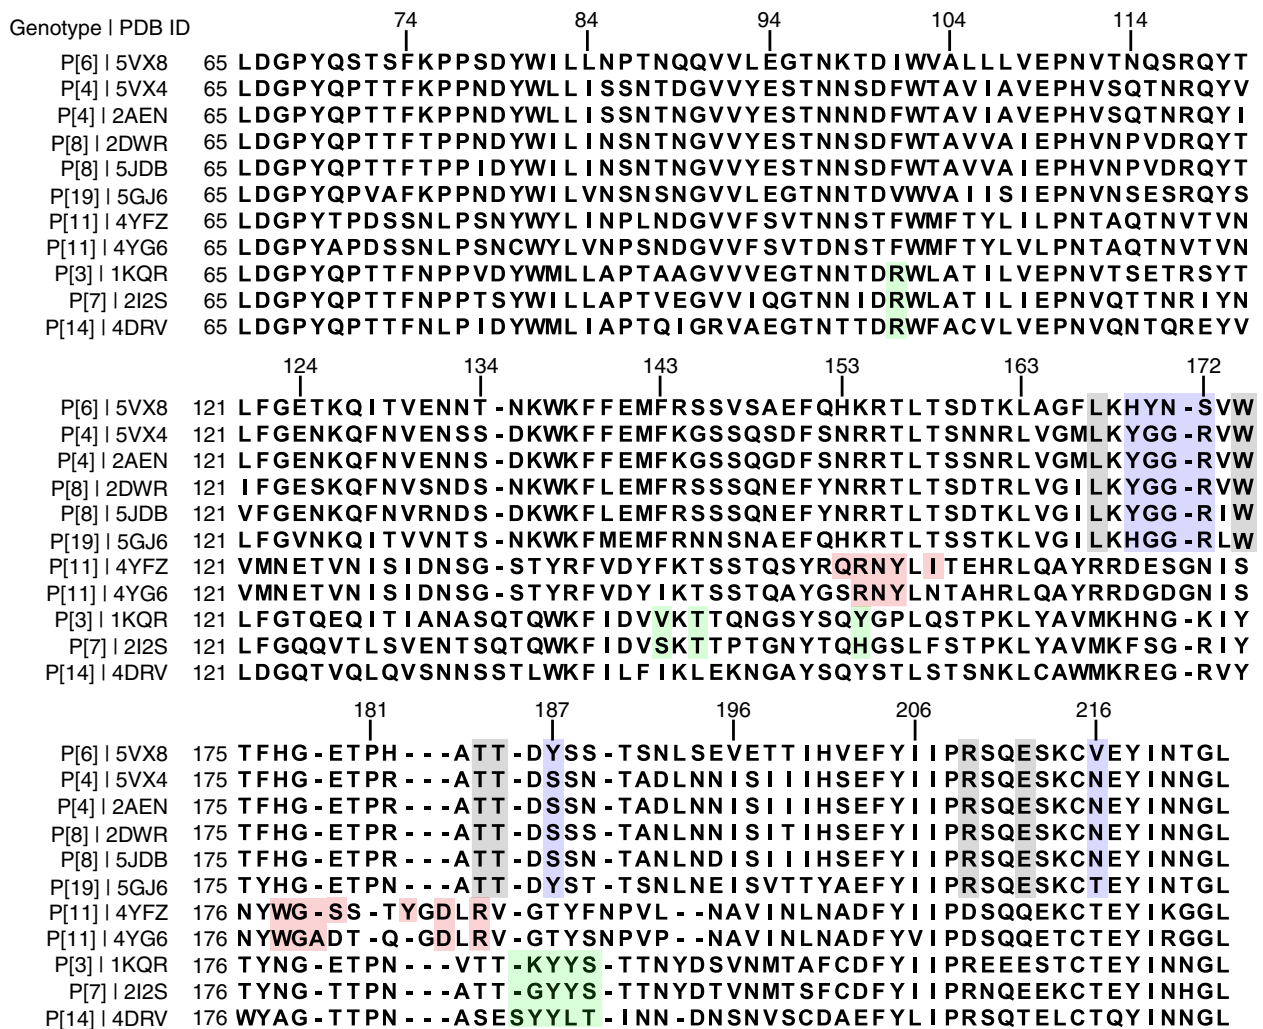 74 84 94 104 114
Genotype | PDB ID
P[6] | 5VX8 65 LDGPYQSTSFKPPSDYWILLNPTNQQVVLEGTNKTDIWVALLLVEPNVTNQSRQYT
P[4] | 5VX4 65 LDGPYQPTTFKPPNDYWLLISSNTDGVVYESTNNSDFWTAVIAVEPHVSQTNRQYV
P[4] | 2AEN 65 LDGPYQPTTFKPPNDYWLLISSNTNGVVYESTNNSDFWTAVIAVEPHVSQTNRQYI
P[8] | 2DWR 65 LDGPYQPTTFTPPNDYWILINSNTNGVVYESTNNSDFWTAVVAIEPHVNPVDRQYT
P[8] | 5JDB 65 LDGPYQPTTFTPPIDYWILINSNTNGVVYESTNNSDFWTAVVAIEPHVNPVDRQYT
P[19] | 5GJ6 65 LDGPYQPVAFKPPNDYWILVNSNSNGVVLEGTNNTDVWVAIISIEPNVNSESRQYS
P[11] | 4YFZ 65 LDGPYTPDSSNLPSNYWYLINPLNDGVVFSVTNNSTFWMFTYLILPNTAQTNVTVN
P[11] | 4YG6 65 LDGPYAPDSSNLPSNCWYLVNPSNDGVVFSVTDNSTFWMFTYLVLPNTAQTNVTVN
P[3] | 1KQR 65 LDGPYQPTTFNPPVDYWMLLAPTAAGVVVEGTNNTDRWLATILVEPNVTSETRSYT
P[7] | 2I2S 65 LDGPYQPTTFNPPTSYWILLAPTVEGVVIQGTNNIDRWLATILIEPNVQTTNRIYN
P[14] | 4DRV 65 LDGPYQPTTFNLPIDYWMLIAPTQIGRVAEGTNTTDRWFACVLVEPNVQNTQREYV
124 134 143 153 163 172
P[6] | 5VX8 121 LFGETKQITVENNT-NKWKFFEMFRSSVSAEFQHKRTLTSDTKLAGFLKHYN-SVW
P[4] | 5VX4 121 LFGENKQFNVENSS-DKWKFFEMFKGSSQSDFSNRRTLTSNNRLVGMLKYGG-RVW
P[4] | 2AEN 121 LFGENKQFNVENNS-DKWKFFEMFKGSSQGDFSNRRTLTSSNRLVGMLKYGG-RVW
P[8] | 2DWR 121 IFGESKQFNVSNDS-NKWKFLEMFRSSSQNEFYNRRTLTSDTRLVGILKYGG-RVW
P[8] | 5JDB 121 VFGENKQFNVRNDS-DKWKFLEMFRSSSQNEFYNRRTLTSDTKLVGILKYGG-RIW
P[19] | 5GJ6 121 LFGVNKQITVVNTS-NKWKFMEMFRNNSNAEFQHKRTLTSSTKLVGILKHGG-RLW
P[11] | 4YFZ 121 VMNETVNISIDNSG-STYRFVDYFKTSSTQSYRQRNYLITEHRLQAYRRDESGNIS
P[11] | 4YG6 121 VMNETVNISIDNSG-STYRFVDYIKTSSTQAYGSRNYLNTAHRLQAYRRDGDGNIS
P[3] | 1KQR 121 LFGTQEQITIANASQTQWKFIDVVKTTQNGSYSQYGPLQSTPKLYAVMKHNG-KIY
P[7] | 2I2S 121 LFGQQVTLSVENTSQTQWKFIDVSKTTPTGNYTQHGSLFSTPKLYAVMKFSG-RIY
P[14] | 4DRV 121 LDGQTVQLQVSNNSSTLWKFILFIKLEKNGAYSQYSTLSTSNKLCAWMKREG-RVY
181 187 196 206 216
P[6] | 5VX8 175 TFHG-ETPH---ATT-DYSS-TSNLSEVETTIHVEFYIIPRSQESKCVEYINTGL
P[4] | 5VX4 175 TFHG-ETPR---ATT-DSSN-TADLNNISIIIHSEFYIIPRSQESKCNEYINNGL
P[4] | 2AEN 175 TFHG-ETPR---ATT-DSSN-TADLNNISIIIHSEFYIIPRSQESKCNEYINNGL
P[8] | 2DWR 175 TFHG-ETPR---ATT-DSSS-TANLNNISITIHSEFYIIPRSQESKCNEYINNGL
P[8] | 5JDB 175 TFHG-ETPR---ATT-DSSN-TANLNDISIIIHSEFYIIPRSQESKCNEYINNGL
P[19] | 5GJ6 175 TYHG-ETPN---ATT-DYST-TSNLNEISVTTYAEFYIIPRSQESKCTEYINTGL
P[11] | 4YFZ 176 NYWG-SS-TYGDLRV-GTYFNPVL--NAVINLNADFYIIPDSQQEKCTEYIKGGL
P[11] | 4YG6 176 NYWGADT-Q-GDLRV-GTYSNPVP--NAVINLNADFYVIPDSQQETCTEYIRGGL
P[3] | 1KQR 176 TYNG-ETPN---VTT-KYYS-TTNYDSVNMTAFCDFYIIPREEESTCTEYINNGL
P[7] | 2I2S 176 TYNG-TTPN---ATT-GYYS-TTNYDTVNMTSFCDFYIIPRNQEEKCTEYINHGL
P[14] | 4DRV 176 WYAG-TTPN---ASESYYLT-INN-DNSNVSCDAEFYLIPRSQTELCTQYINNGL